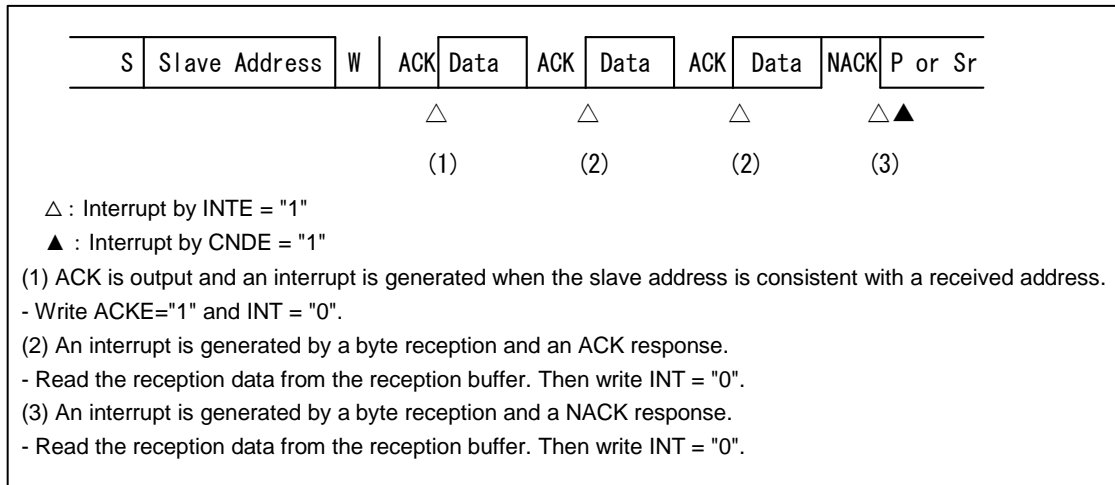 S Slave Address W ACK Data ACK Data ACK Data NACK P or Sr
△ △ △ △▲
(1) (2) (2) (3)
△ : Interrupt by INTE = "1"
▲ : Interrupt by CNDE = "1"
(1) ACK is output and an interrupt is generated when the slave address is consistent with a received address.
- Write ACKE="1" and INT = "0".
(2) An interrupt is generated by a byte reception and an ACK response.
- Read the reception data from the reception buffer. Then write INT = "0".
(3) An interrupt is generated by a byte reception and a NACK response.
- Read the reception data from the reception buffer. Then write INT = "0".